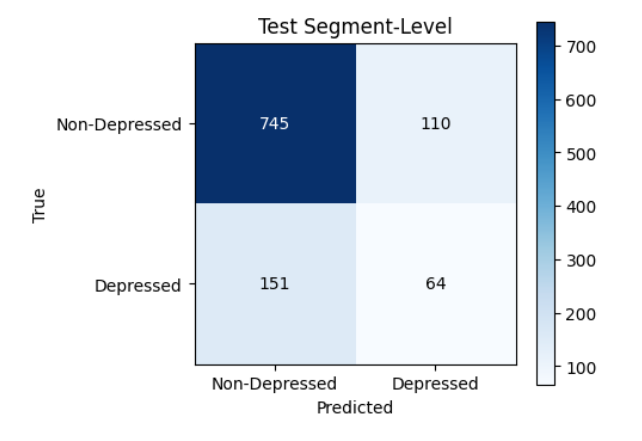 Test Segment-Level
True
Non-Depressed
745
110
Depressed
151
64
Non-Depressed
Depressed
Predicted
700
600
500
400
300
200
100